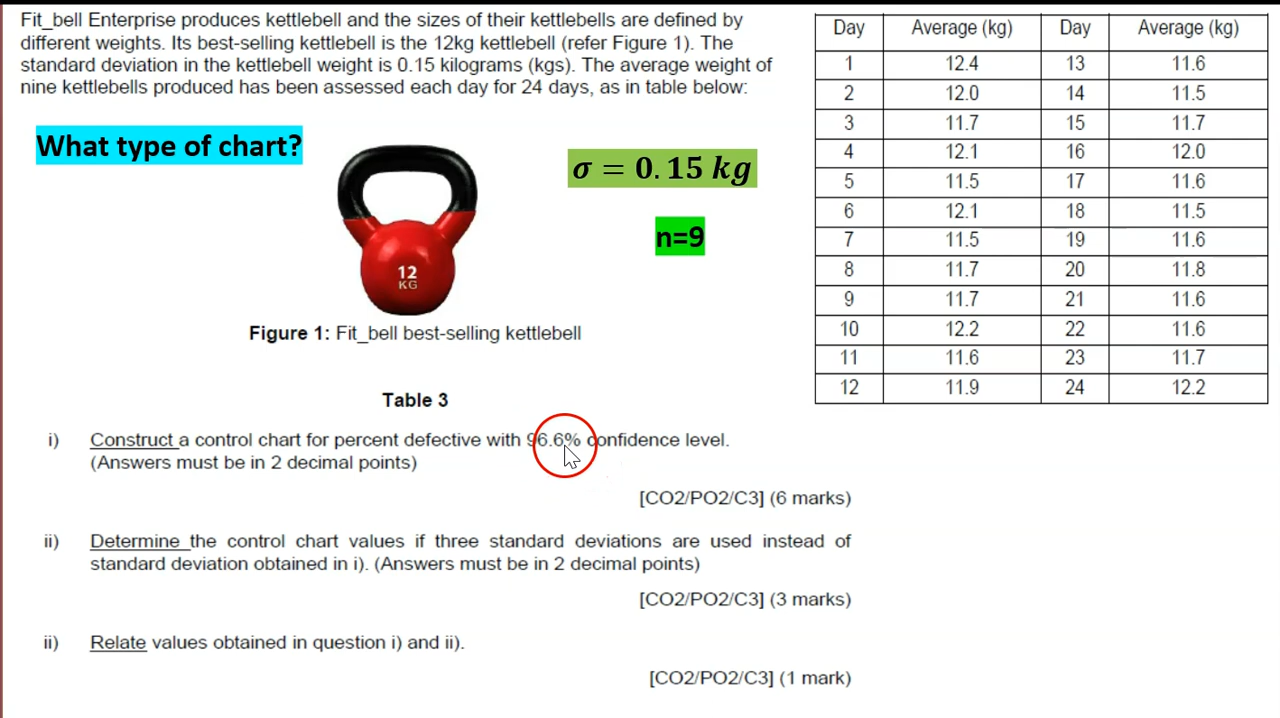 Fit_bell Enterprise produces kettlebell and the sizes of their kettlebells are defined by
different weights. Its best-selling kettlebell is the 12kg kettlebell (refer Figure 1). The
standard deviation in the kettlebell weight is 0.15 kilograms (kgs). The average weight of
nine kettlebells produced has been assessed each day for 24 days, as in table below:
What type of chart?
σ = 0.15 kg
n=9
12
KG
Figure 1: Fit_bell best-selling kettlebell
Table 3
Day Average (kg) Day Average (kg)
1 12.4 13 11.6
2 12.0 14 11.5
3 11.7 15 11.7
4 12.1 16 12.0
5 11.5 17 11.6
6 12.1 18 11.5
7 11.5 19 11.6
8 11.7 20 11.8
9 11.7 21 11.6
10 12.2 22 11.6
11 11.6 23 11.7
12 11.9 24 12.2
i) Construct a control chart for percent defective with 96.6% confidence level.
(Answers must be in 2 decimal points)
[CO2/PO2/C3] (6 marks)
ii) Determine the control chart values if three standard deviations are used instead of
standard deviation obtained in i). (Answers must be in 2 decimal points)
[CO2/PO2/C3] (3 marks)
ii) Relate values obtained in question i) and ii).
[CO2/PO2/C3] (1 mark)